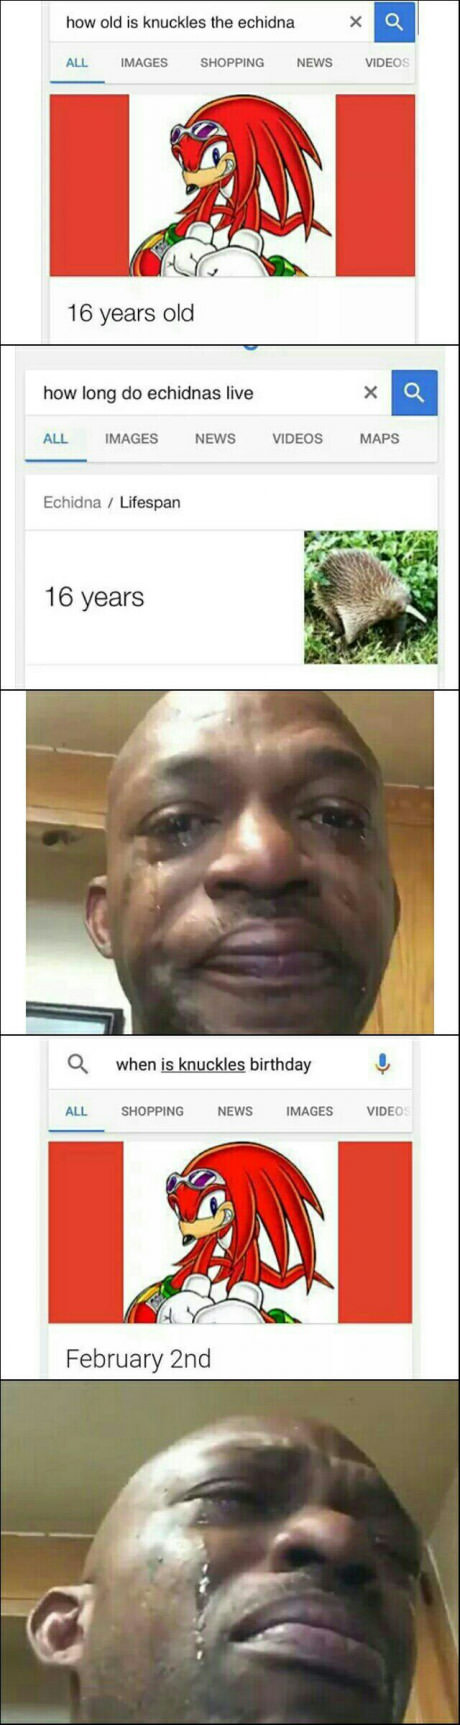 how old is knuckles the echidna ×
ALL IMAGES SHOPPING NEWS VIDEOS
16 years old
how long do echidnas live ×
ALL IMAGES NEWS VIDEOS MAPS
Echidna / Lifespan
16 years
when is knuckles birthday
ALL SHOPPING NEWS IMAGES VIDEOS
February 2nd